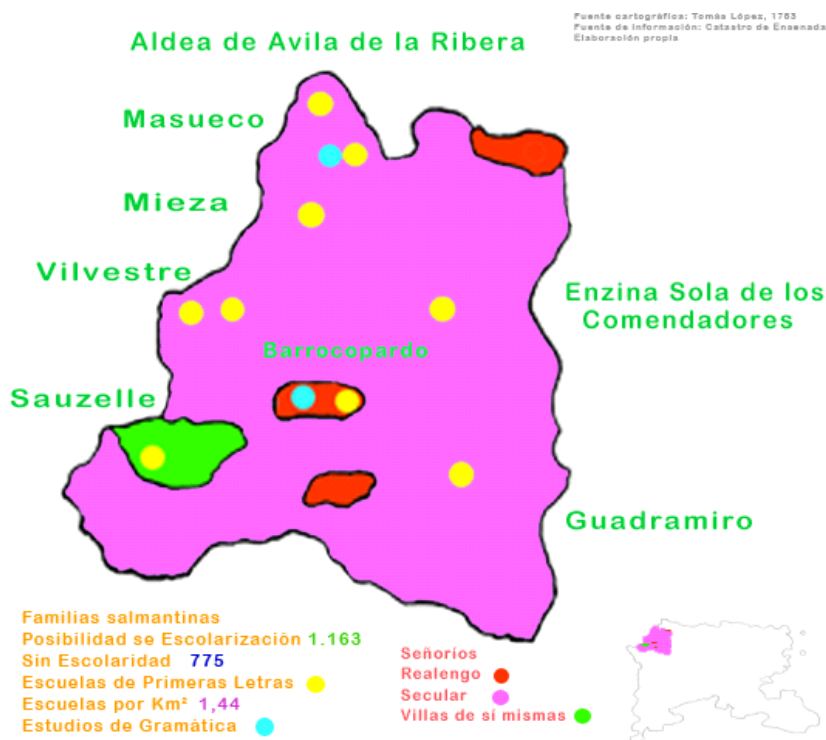 Fuente cartográfica: Tomás López, 1783
Fuente de información: Catastro de Ensenada
Elaboración propia
Aldea de Avila de la Ribera
Masueco
Mieza
Vilvestre
Enzina Sola de los
Comendadores
Barrocopardo
Sauzelle
Guadramiro
Familias salmantinas
Posibilidad se Escolarización 1.163
Sin Escolaridad 775
Escuelas de Primeras Letras
Escuelas por Km² 1,44
Estudios de Gramática
Señoríos
Realengo
Secular
Villas de sí mismas